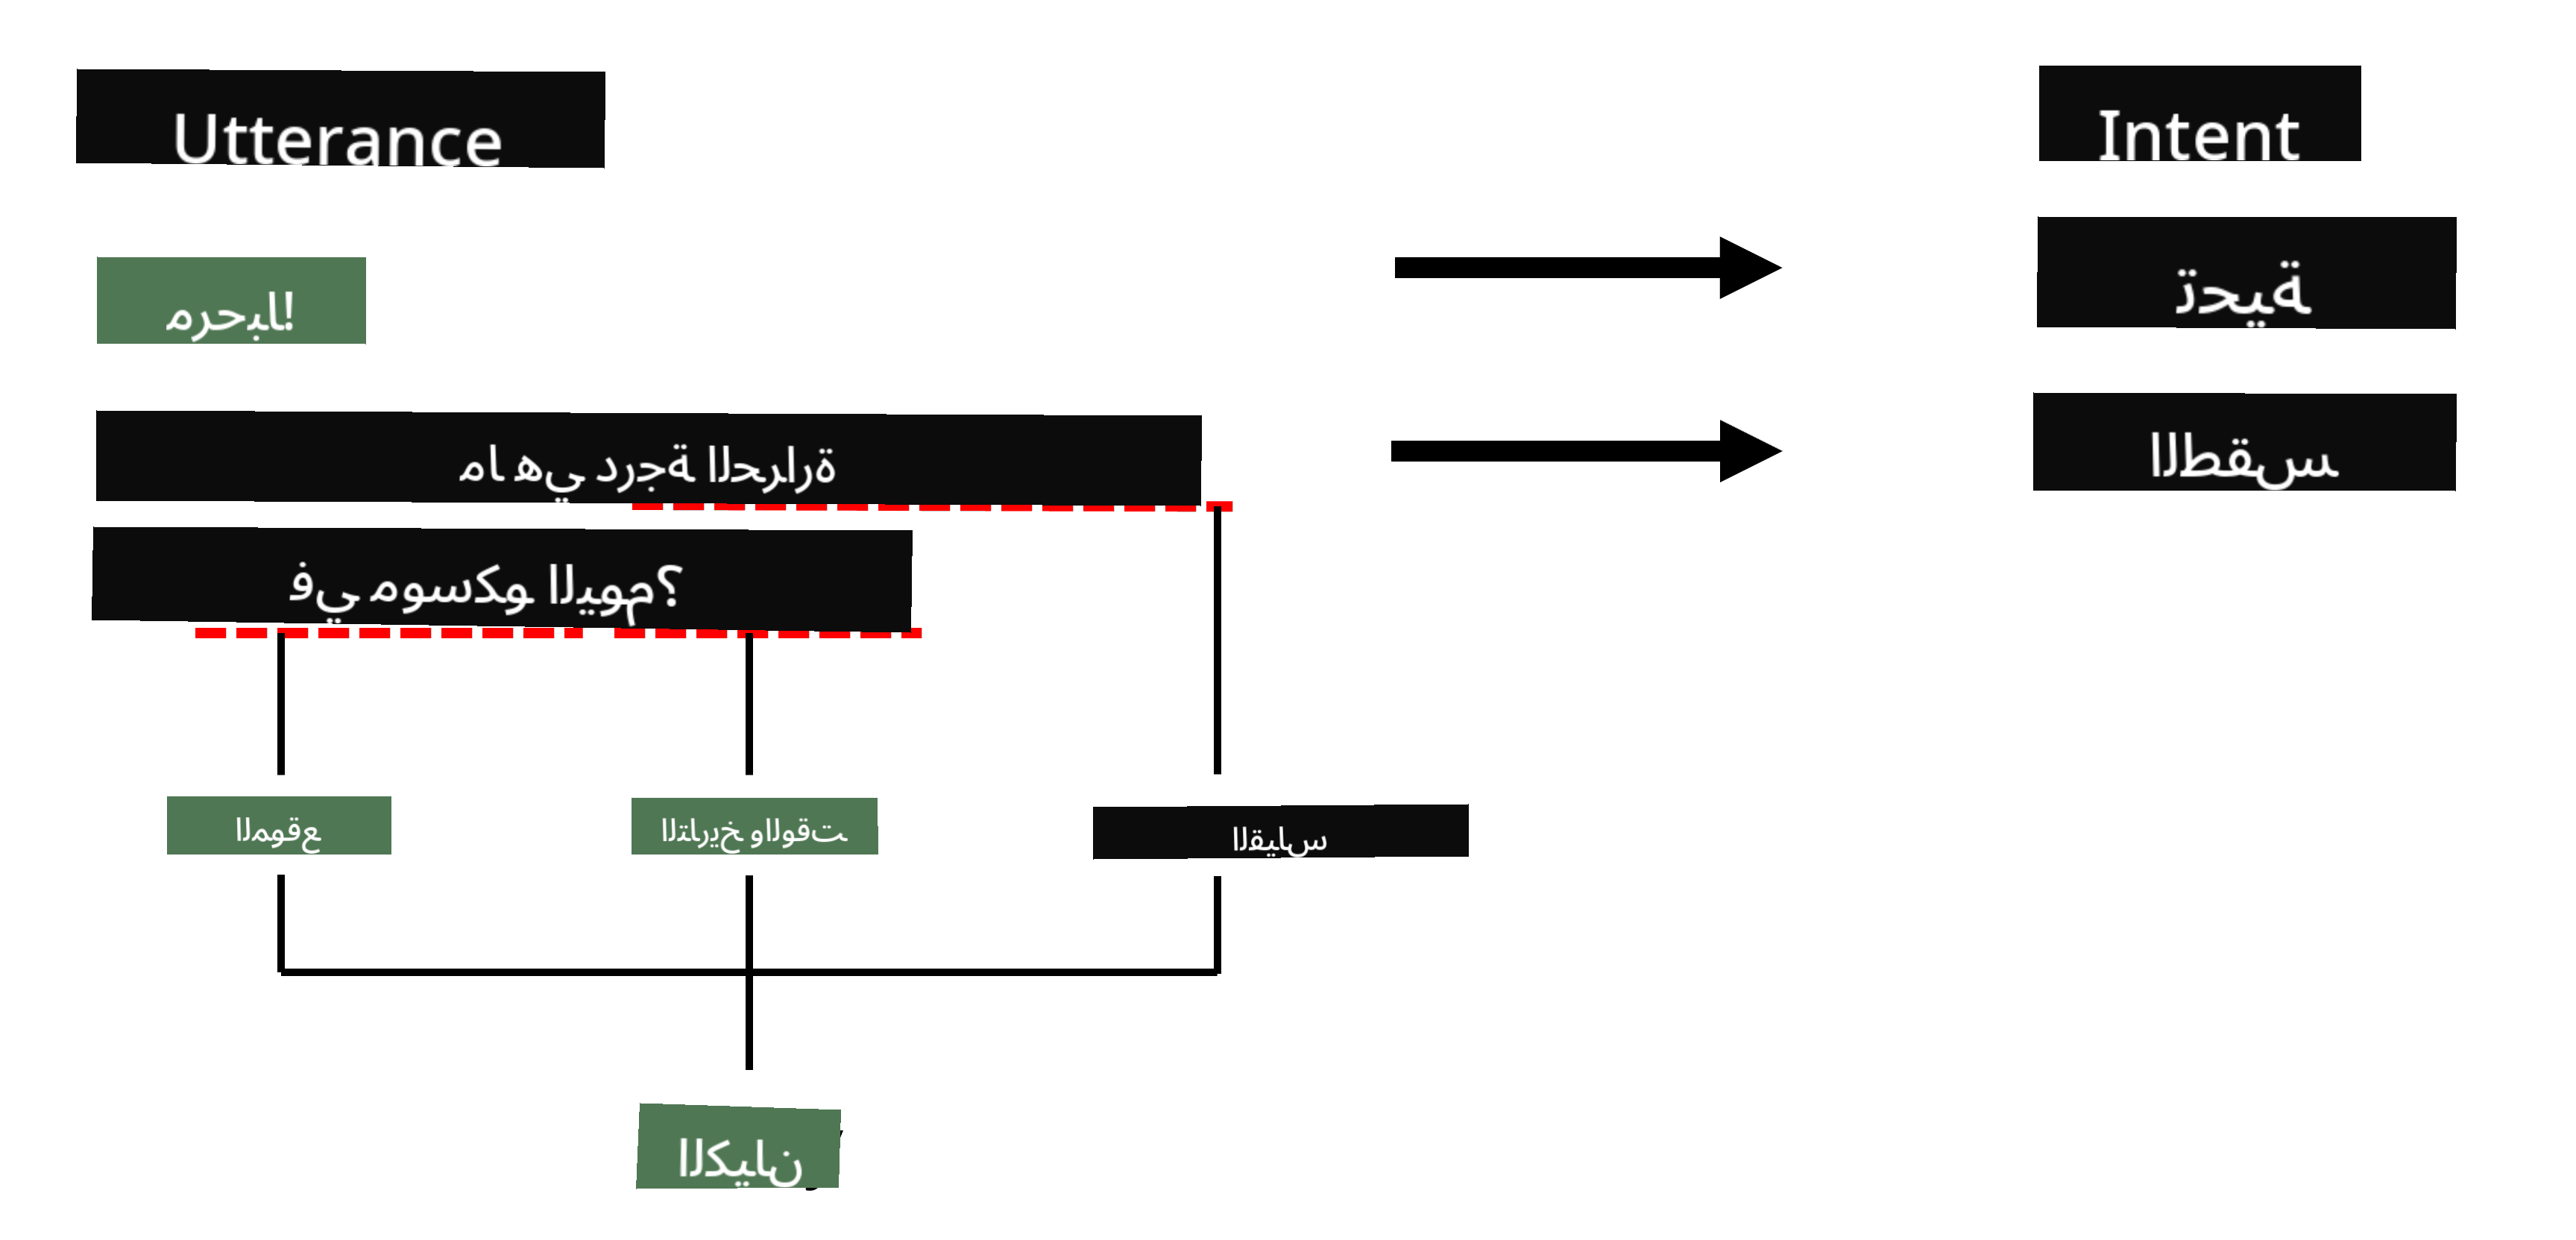 Utterance
Intent
مرحبا!
تحية
ما هي درجة الحرارة
الطقس
في موسكو اليوم؟
الموقع
التاريخ والوقت
القياس
الكيان